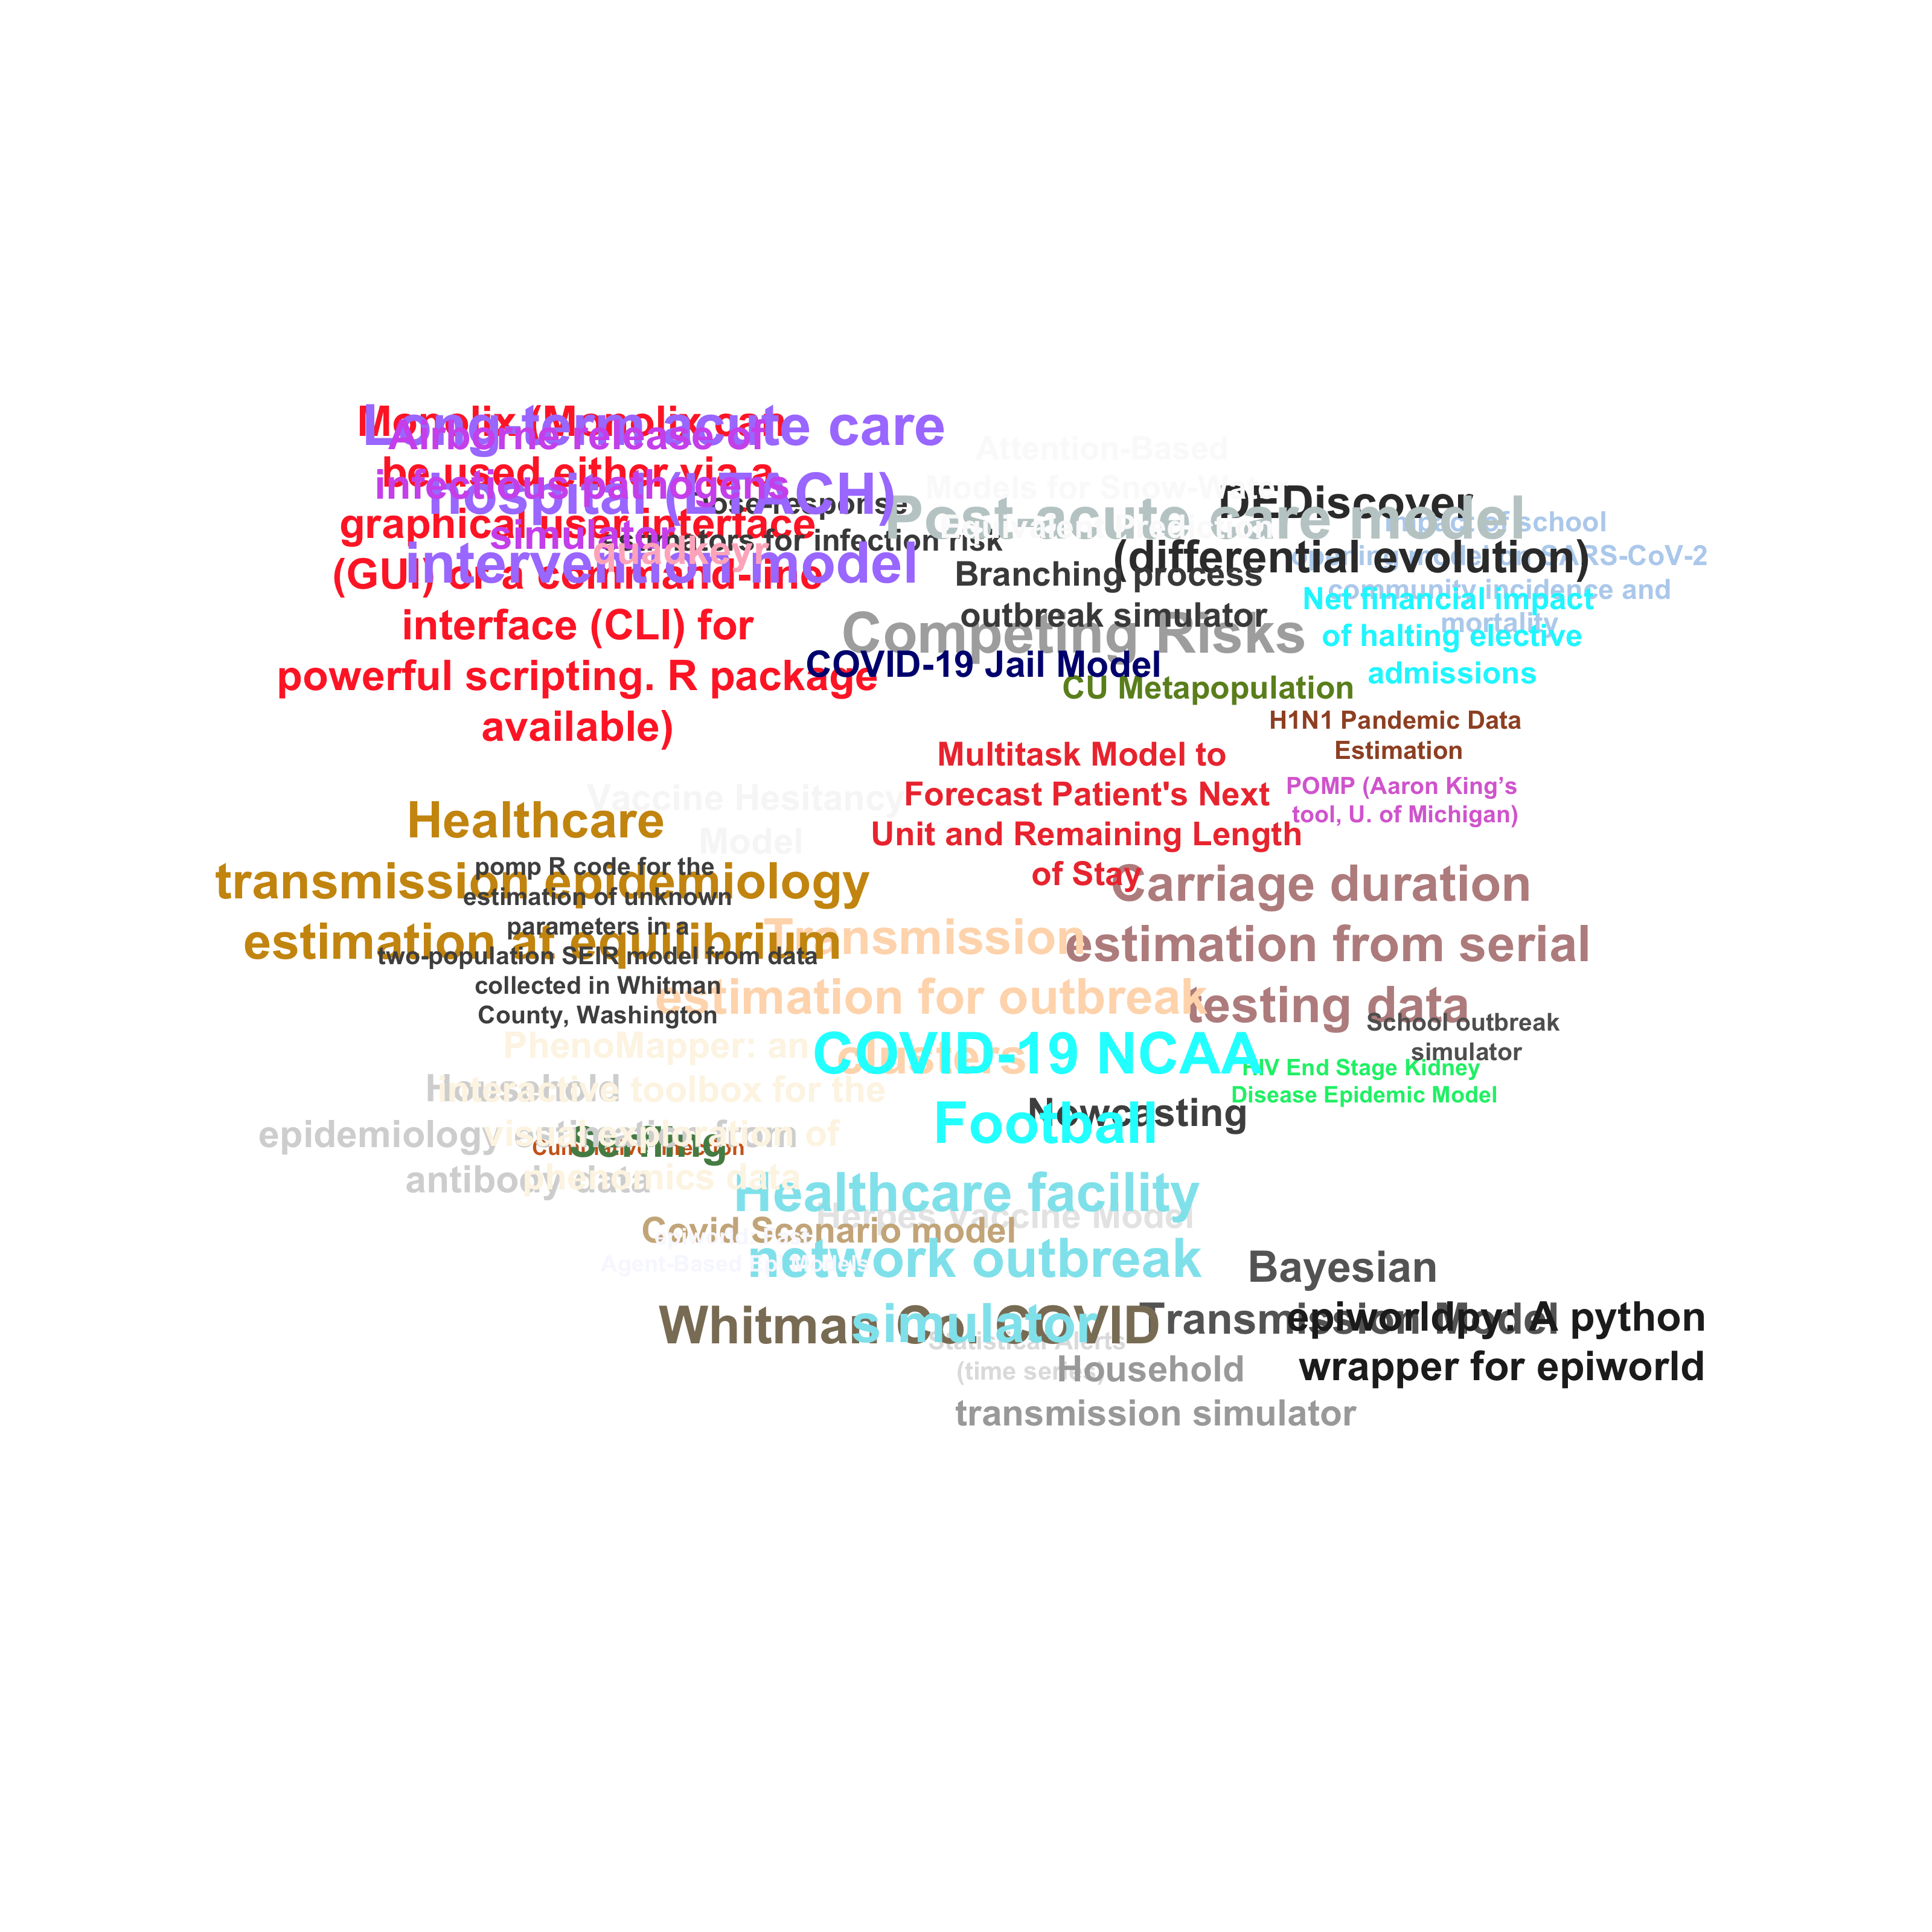 Monolix (Monolix can
be used either via a
graphical user interface
(GUI) or a command-line
interface (CLI) for
powerful scripting. R package
available)
Long-term acute care
hospital (LTACH)
intervention model
Airborne release of
infectious pathogens
simulator
quadkeyr
Dose-response
estimators for infection risk
Attention-Based
Models for Snow-Water
Equivalent Prediction
Post-acute care model
DEDiscover
(differential evolution)
Impact of school
opening model on SARS-CoV-2
community incidence and
mortality
Net financial impact
of halting elective
admissions
Branching process
outbreak simulator
Competing Risks
COVID-19 Jail Model
CU Metapopulation
H1N1 Pandemic Data
Estimation
POMP (Aaron King’s
tool, U. of Michigan)
Multitask Model to
Forecast Patient's Next
Unit and Remaining Length
of Stay
Vaccine Hesitancy
Model
Healthcare
transmission epidemiology
estimation at equilibrium
pomp R code for the
estimation of unknown
parameters in a
two-population SEIR model from data
collected in Whitman
County, Washington
Transmission
estimation for outbreak
clusters
Carriage duration
estimation from serial
testing data
School outbreak
simulator
HIV End Stage Kidney
Disease Epidemic Model
COVID-19 NCAA
Football
Nowcasting
PhenoMapper: an
interactive toolbox for the
visual exploration of
phenomics data
Household
epidemiology estimation from
antibody data
Cumulative
Healthcare facility
network outbreak
simulator
Herpes Vaccine Model
Covid Scenario model
epiworld: Fast
Agent-Based Epi Models
Whitman Co. COVID
Statistical Alerts
(time series)
Household
transmission simulator
Bayesian
Transmission Model
epiworldpy: A python
wrapper for epiworld